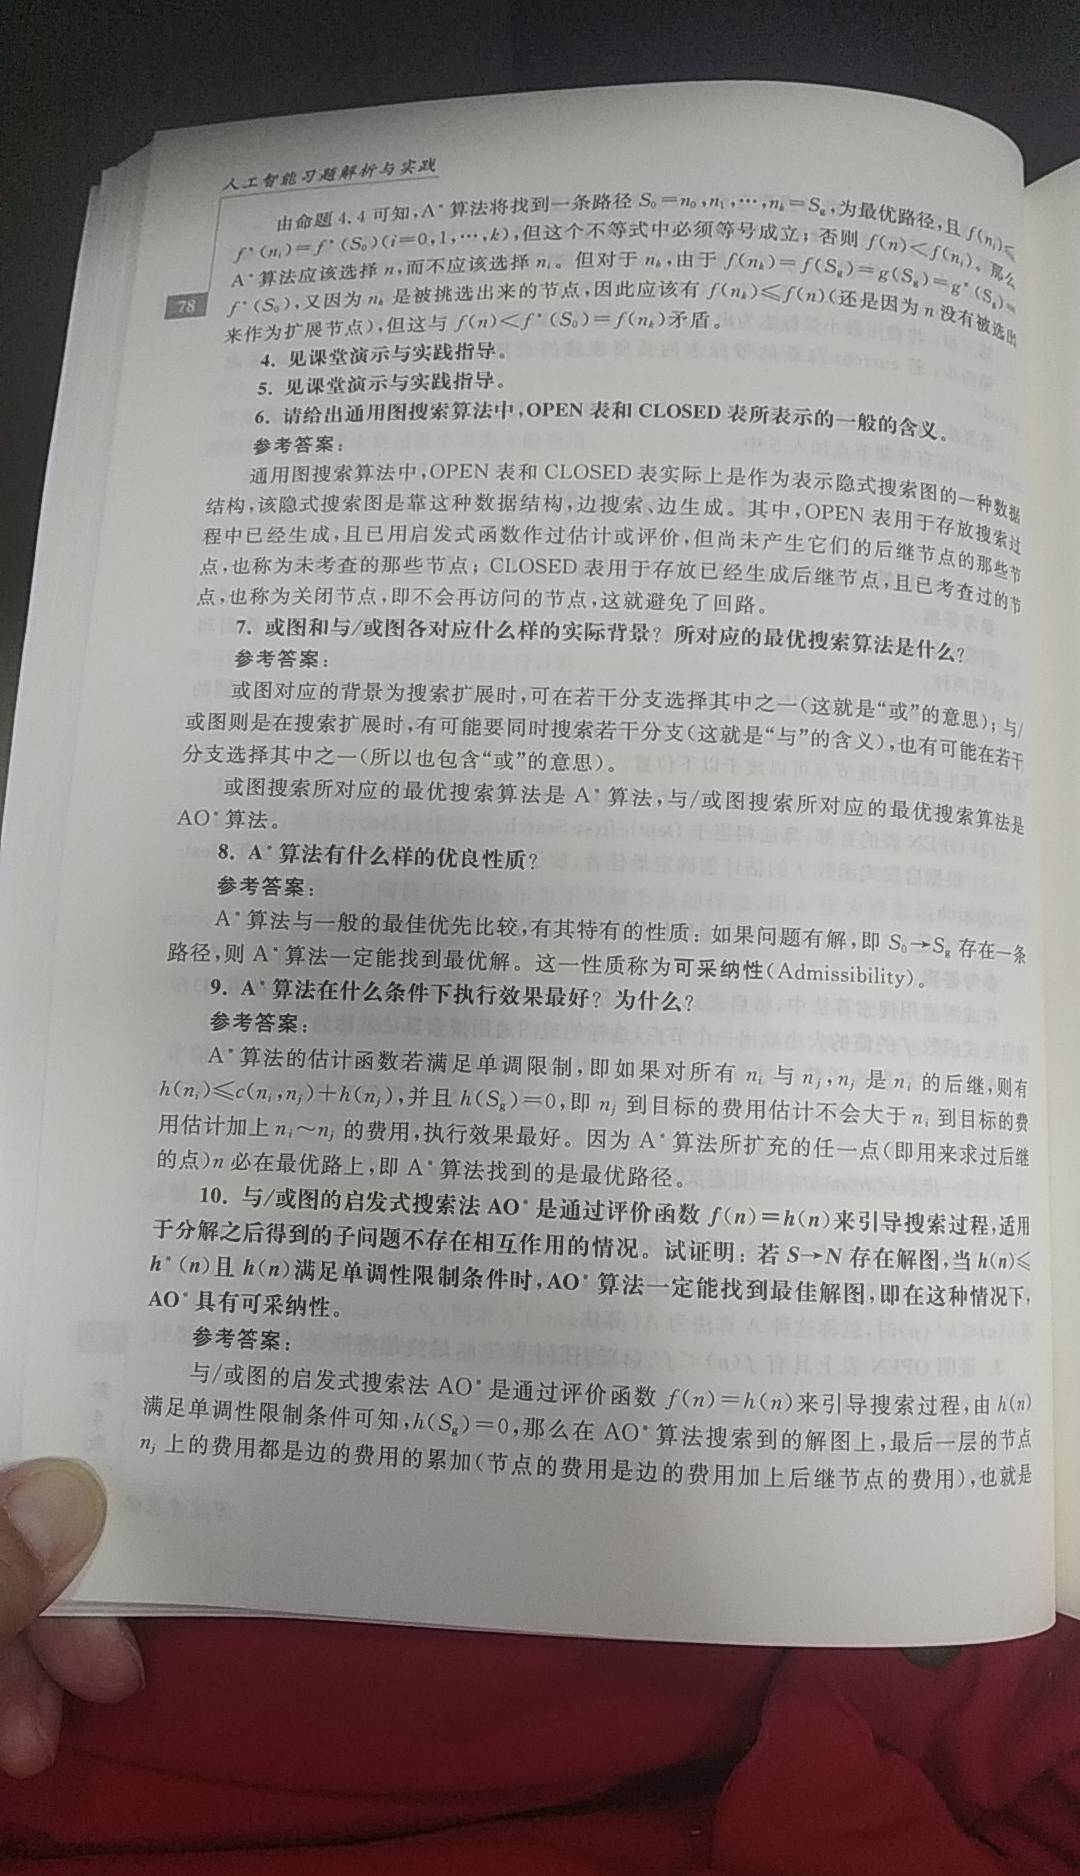 人工智能习题解析与实践
由命题 4.4 可知,A* 算法将找到一条路径 S₀=n₀,n₁,…,nₖ=S_g,为最优路径,且 f(nᵢ)≤
f*(nᵢ)=f*(S₀)(i=0,1,…,k),但这个不等式中必须等号成立;否则 f(n)<f(nᵢ)。那么
A* 算法应该选择 n,而不应该选择 nᵢ。但对于 nₖ,由于 f(nₖ)=f(S_g)=g(S_g)=g*(S_g)=
78
f*(S₀),又因为 nₖ 是被挑选出来的节点,因此应该有 f(nₖ)≤f(n)(还是因为 n 没有被选出
来作为扩展节点),但这与 f(n)<f*(S₀)=f(nₖ)矛盾。
4. 见课堂演示与实践指导。
5. 见课堂演示与实践指导。
6. 请给出通用图搜索算法中,OPEN 表和 CLOSED 表所表示的一般的含义。
参考答案:
通用图搜索算法中,OPEN 表和 CLOSED 表实际上是作为表示隐式搜索图的一种数据
结构,该隐式搜索图是靠这种数据结构,边搜索、边生成。其中,OPEN 表用于存放搜索过
程中已经生成,且已用启发式函数作过估计或评价,但尚未产生它们的后继节点的那些节
点,也称为未考查的那些节点;CLOSED 表用于存放已经生成后继节点,且已考查过的节
点,也称为关闭节点,即不会再访问的节点,这就避免了回路。
7. 或图和与/或图各对应什么样的实际背景?所对应的最优搜索算法是什么?
参考答案:
或图对应的背景为搜索扩展时,可在若干分支选择其中之一(这就是“或”的意思);与/
或图则是在搜索扩展时,有可能要同时搜索若干分支(这就是“与”的含义),也有可能在若干
分支选择其中之一(所以也包含“或”的意思)。
或图搜索所对应的最优搜索算法是 A* 算法,与/或图搜索所对应的最优搜索算法是
AO* 算法。
8. A* 算法有什么样的优良性质?
参考答案:
A* 算法与一般的最佳优先比较,有其特有的性质:如果问题有解,即 S₀→S_g 存在一条
路径,则 A* 算法一定能找到最优解。这一性质称为可采纳性(Admissibility)。
9. A* 算法在什么条件下执行效果最好?为什么?
参考答案:
A* 算法的估计函数若满足单调限制,即如果对所有 nᵢ 与 nⱼ,nⱼ 是 nᵢ 的后继,则有
h(nᵢ)≤c(nᵢ,nⱼ)+h(nⱼ),并且 h(S_g)=0,即 nⱼ 到目标的费用估计不会大于 nᵢ 到目标的费
用估计加上 nᵢ~nⱼ 的费用,执行效果最好。因为 A* 算法所扩充的任一点(即用来求过后继
的点)n 必在最优路上,即 A* 算法找到的是最优路径。
10. 与/或图的启发式搜索法 AO* 是通过评价函数 f(n)=h(n)来引导搜索过程,适用
于分解之后得到的子问题不存在相互作用的情况。试证明:若 S→N 存在解图,当 h(n)≤
h*(n)且 h(n)满足单调性限制条件时,AO* 算法一定能找到最佳解图,即在这种情况下,
AO* 具有可采纳性。
参考答案:
与/或图的启发式搜索法 AO* 是通过评价函数 f(n)=h(n)来引导搜索过程,由 h(n)
满足单调性限制条件可知,h(S_g)=0,那么在 AO* 算法搜索到的解图上,最后一层的节点
nⱼ 上的费用都是边的费用的累加(节点的费用是边的费用加上后继节点的费用),也就是